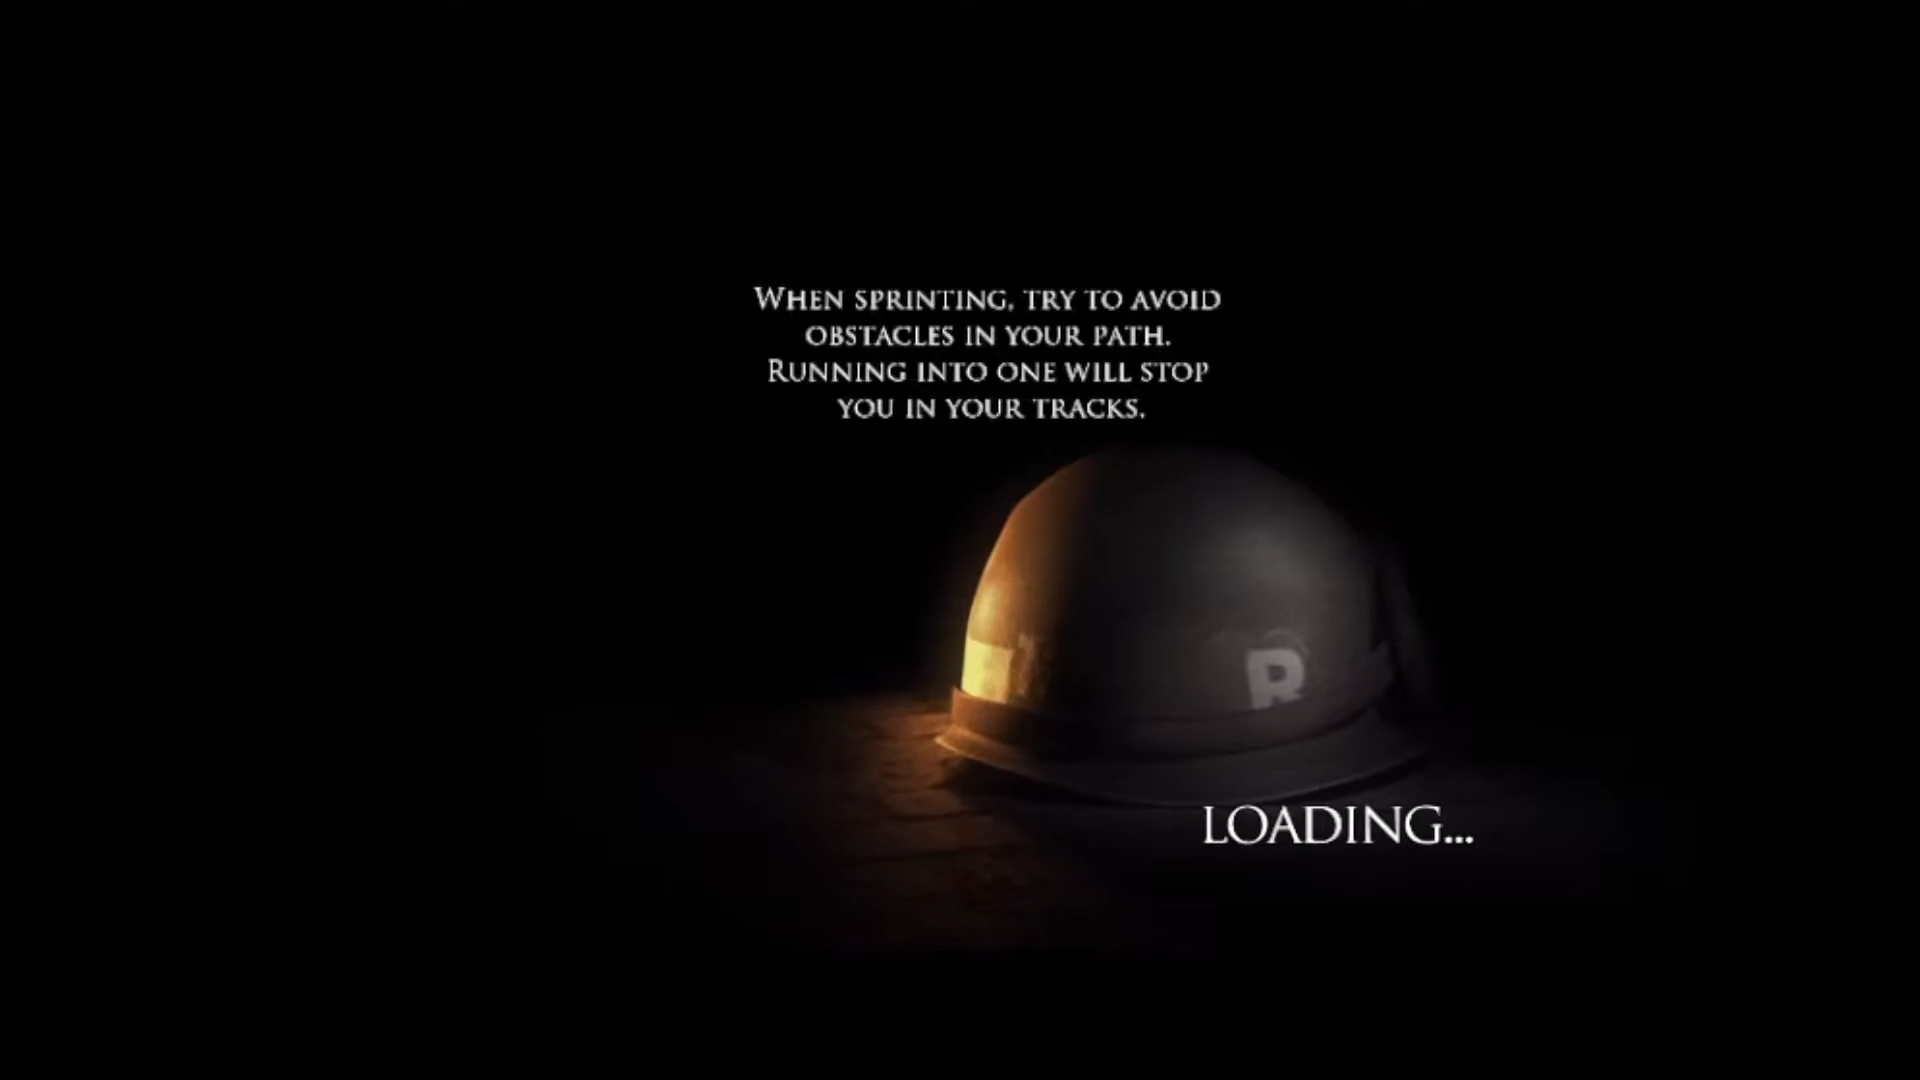 When sprinting, try to avoid
obstacles in your path.
Running into one will stop
you in your tracks.
R
LOADING...